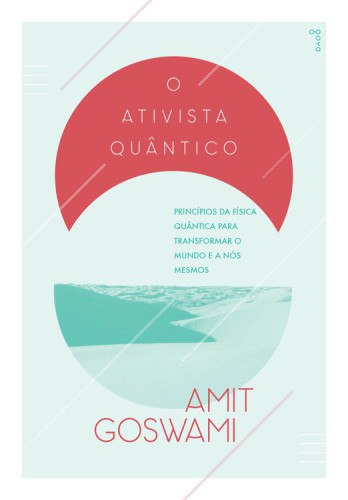 O
ATIVISTA
QUÂNTICO
PRINCÍPIOS DA FÍSICA
QUÂNTICA PARA
TRANSFORMAR O
MUNDO E A NÓS
MESMOS
AMIT
GOSWAMI